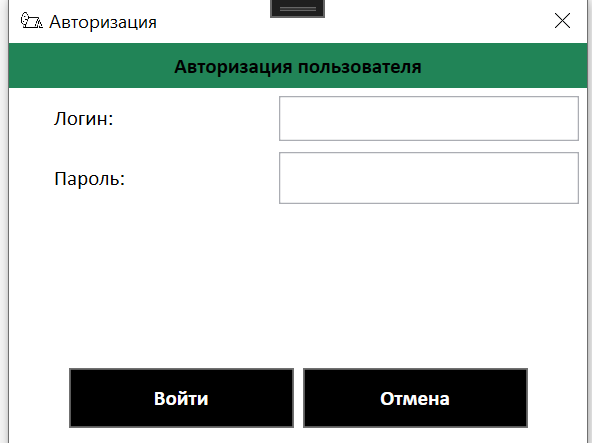 Авторизация
Авторизация пользователя
Логин:
Пароль:
Войти Отмена